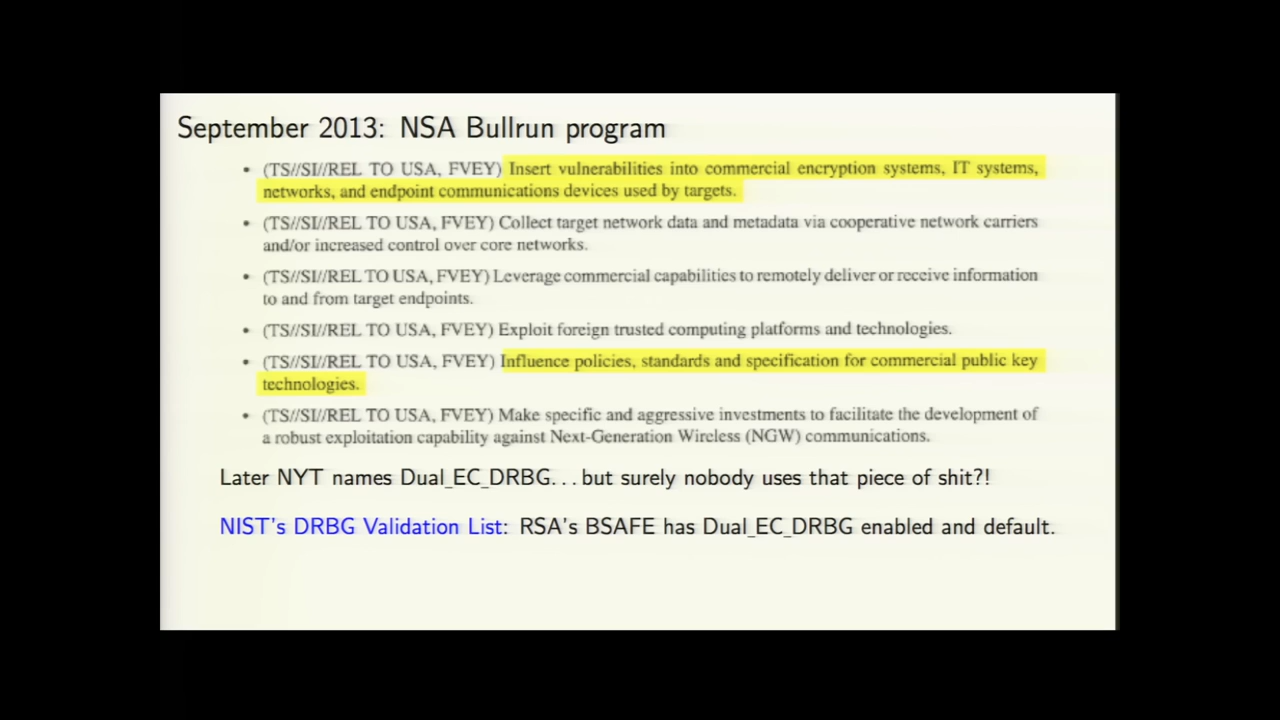 September 2013: NSA Bullrun program
• (TS//SI//REL TO USA, FVEY) Insert vulnerabilities into commercial encryption systems, IT systems,
networks, and endpoint communications devices used by targets.
• (TS//SI//REL TO USA, FVEY) Collect target network data and metadata via cooperative network carriers
and/or increased control over core networks.
• (TS//SI//REL TO USA, FVEY) Leverage commercial capabilities to remotely deliver or receive information
to and from target endpoints.
• (TS//SI//REL TO USA, FVEY) Exploit foreign trusted computing platforms and technologies.
• (TS//SI//REL TO USA, FVEY) Influence policies, standards and specification for commercial public key
technologies.
• (TS//SI//REL TO USA, FVEY) Make specific and aggressive investments to facilitate the development of
a robust exploitation capability against Next-Generation Wireless (NGW) communications.
Later NYT names Dual_EC_DRBG...but surely nobody uses that piece of shit?!
NIST's DRBG Validation List: RSA's BSAFE has Dual_EC_DRBG enabled and default.